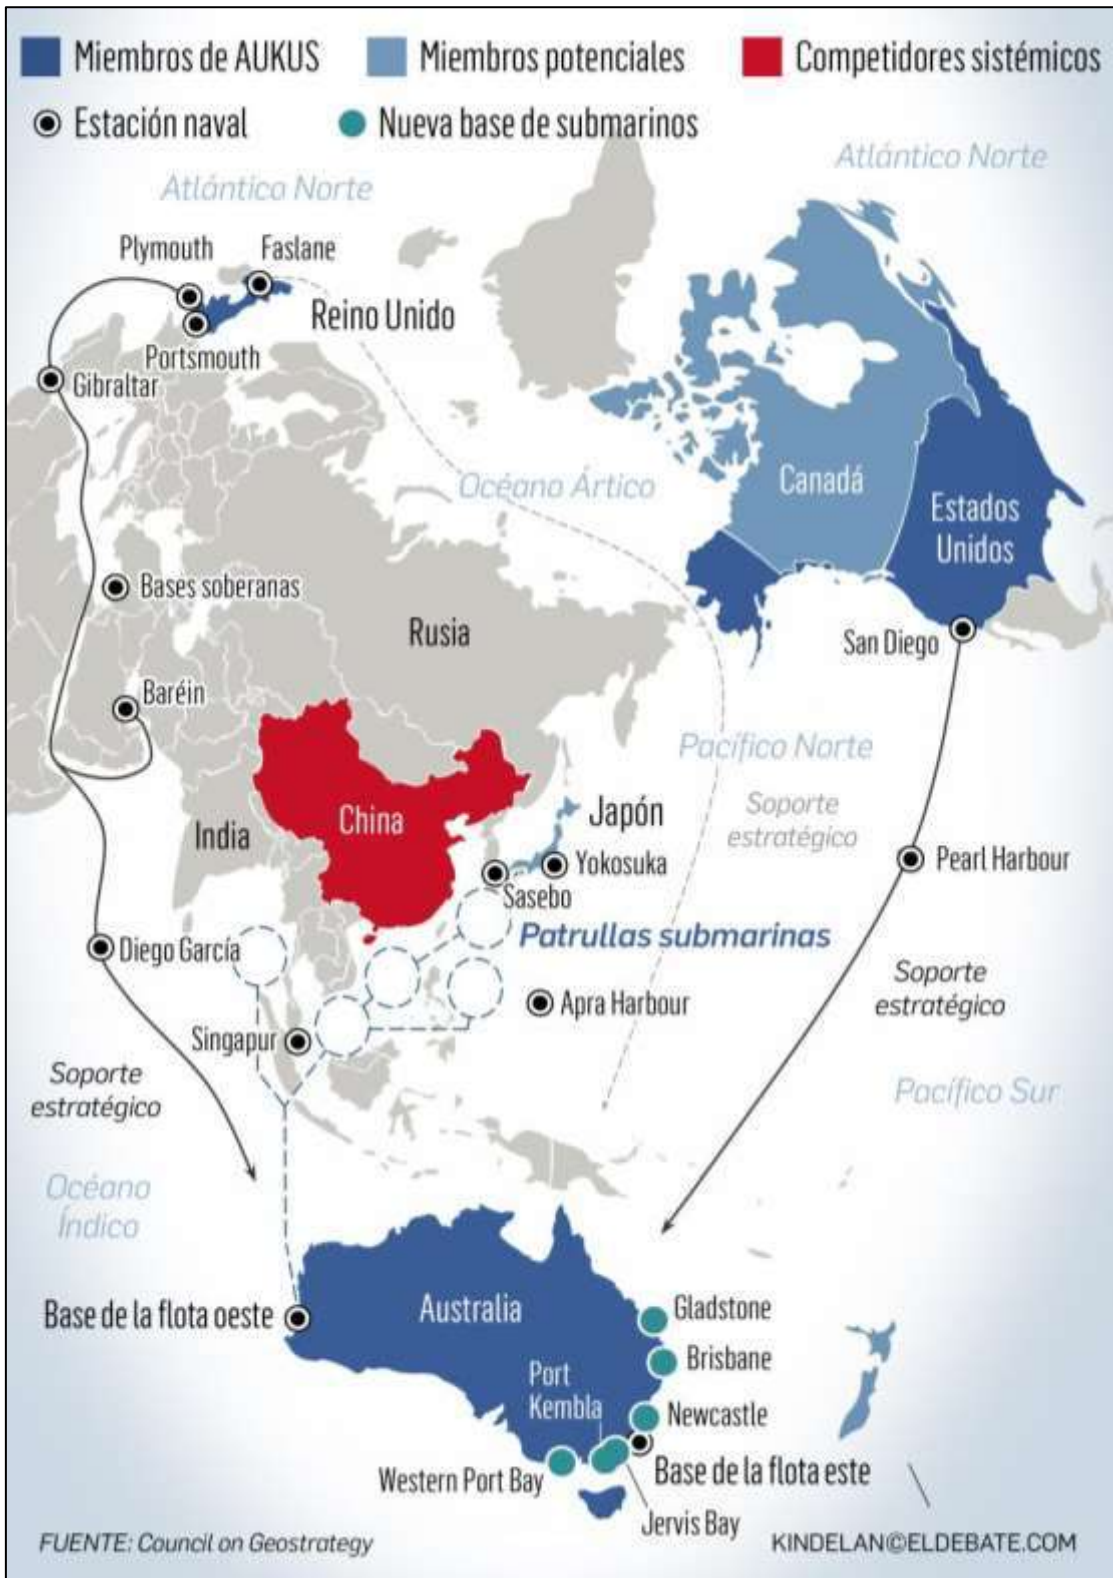 Miembros de AUKUS
Miembros potenciales
Competidores sistémicos
Estación naval
Nueva base de submarinos
Atlántico Norte
Atlántico Norte
Plymouth
Faslane
Reino Unido
Portsmouth
Gibraltar
Océano Ártico
Canadá
Estados
Unidos
Bases soberanas
Rusia
San Diego
Baréin
Pacífico Norte
China
Japón
Soporte
estratégico
India
Yokosuka
Pearl Harbour
Sasebo
Patrullas submarinas
Diego García
Soporte
estratégico
Apra Harbour
Singapur
Soporte
estratégico
Pacífico Sur
Océano
Índico
Base de la flota oeste
Australia
Gladstone
Brisbane
Port
Kembla
Newcastle
Base de la flota este
Western Port Bay
Jervis Bay
FUENTE: Council on Geostrategy
KINDELAN©ELDEBATE.COM